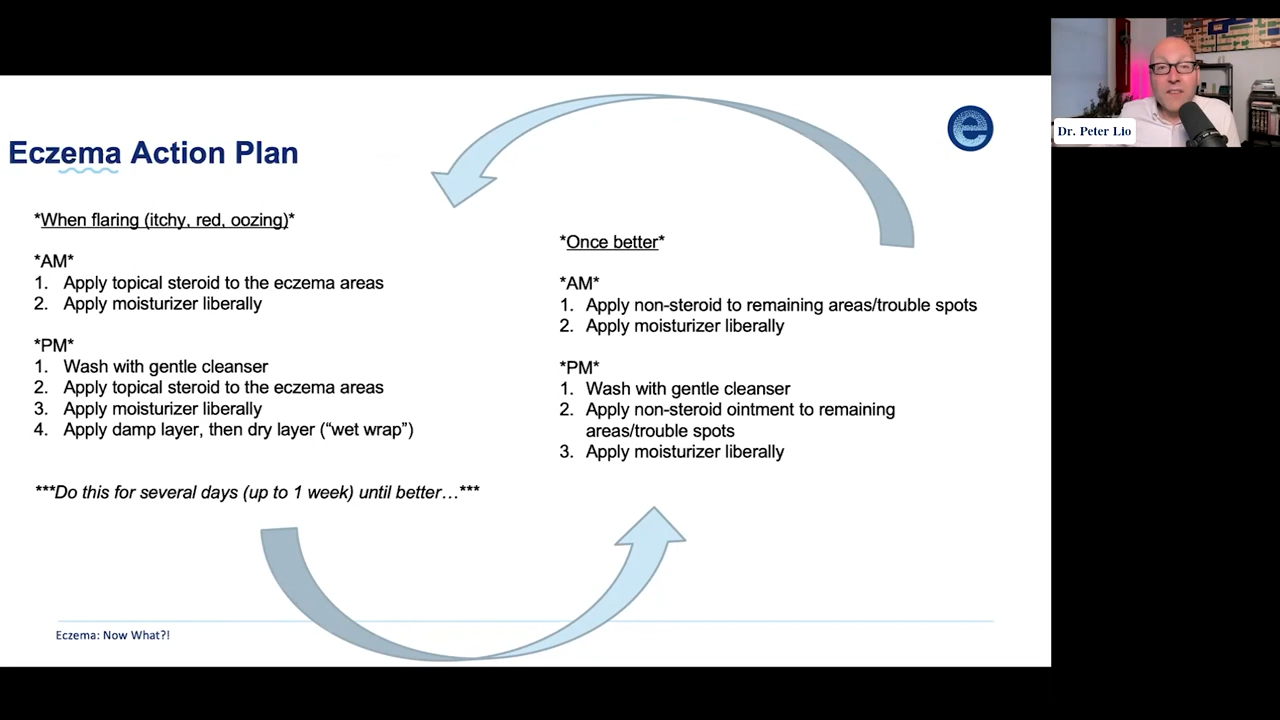 Eczema Action Plan
*When flaring (itchy, red, oozing)*
*AM*
1. Apply topical steroid to the eczema areas
2. Apply moisturizer liberally
*PM*
1. Wash with gentle cleanser
2. Apply topical steroid to the eczema areas
3. Apply moisturizer liberally
4. Apply damp layer, then dry layer (“wet wrap”)
***Do this for several days (up to 1 week) until better…***
*Once better*
*AM*
1. Apply non-steroid to remaining areas/trouble spots
2. Apply moisturizer liberally
*PM*
1. Wash with gentle cleanser
2. Apply non-steroid ointment to remaining
areas/trouble spots
3. Apply moisturizer liberally
Eczema: Now What?!
e
Dr. Peter Lio